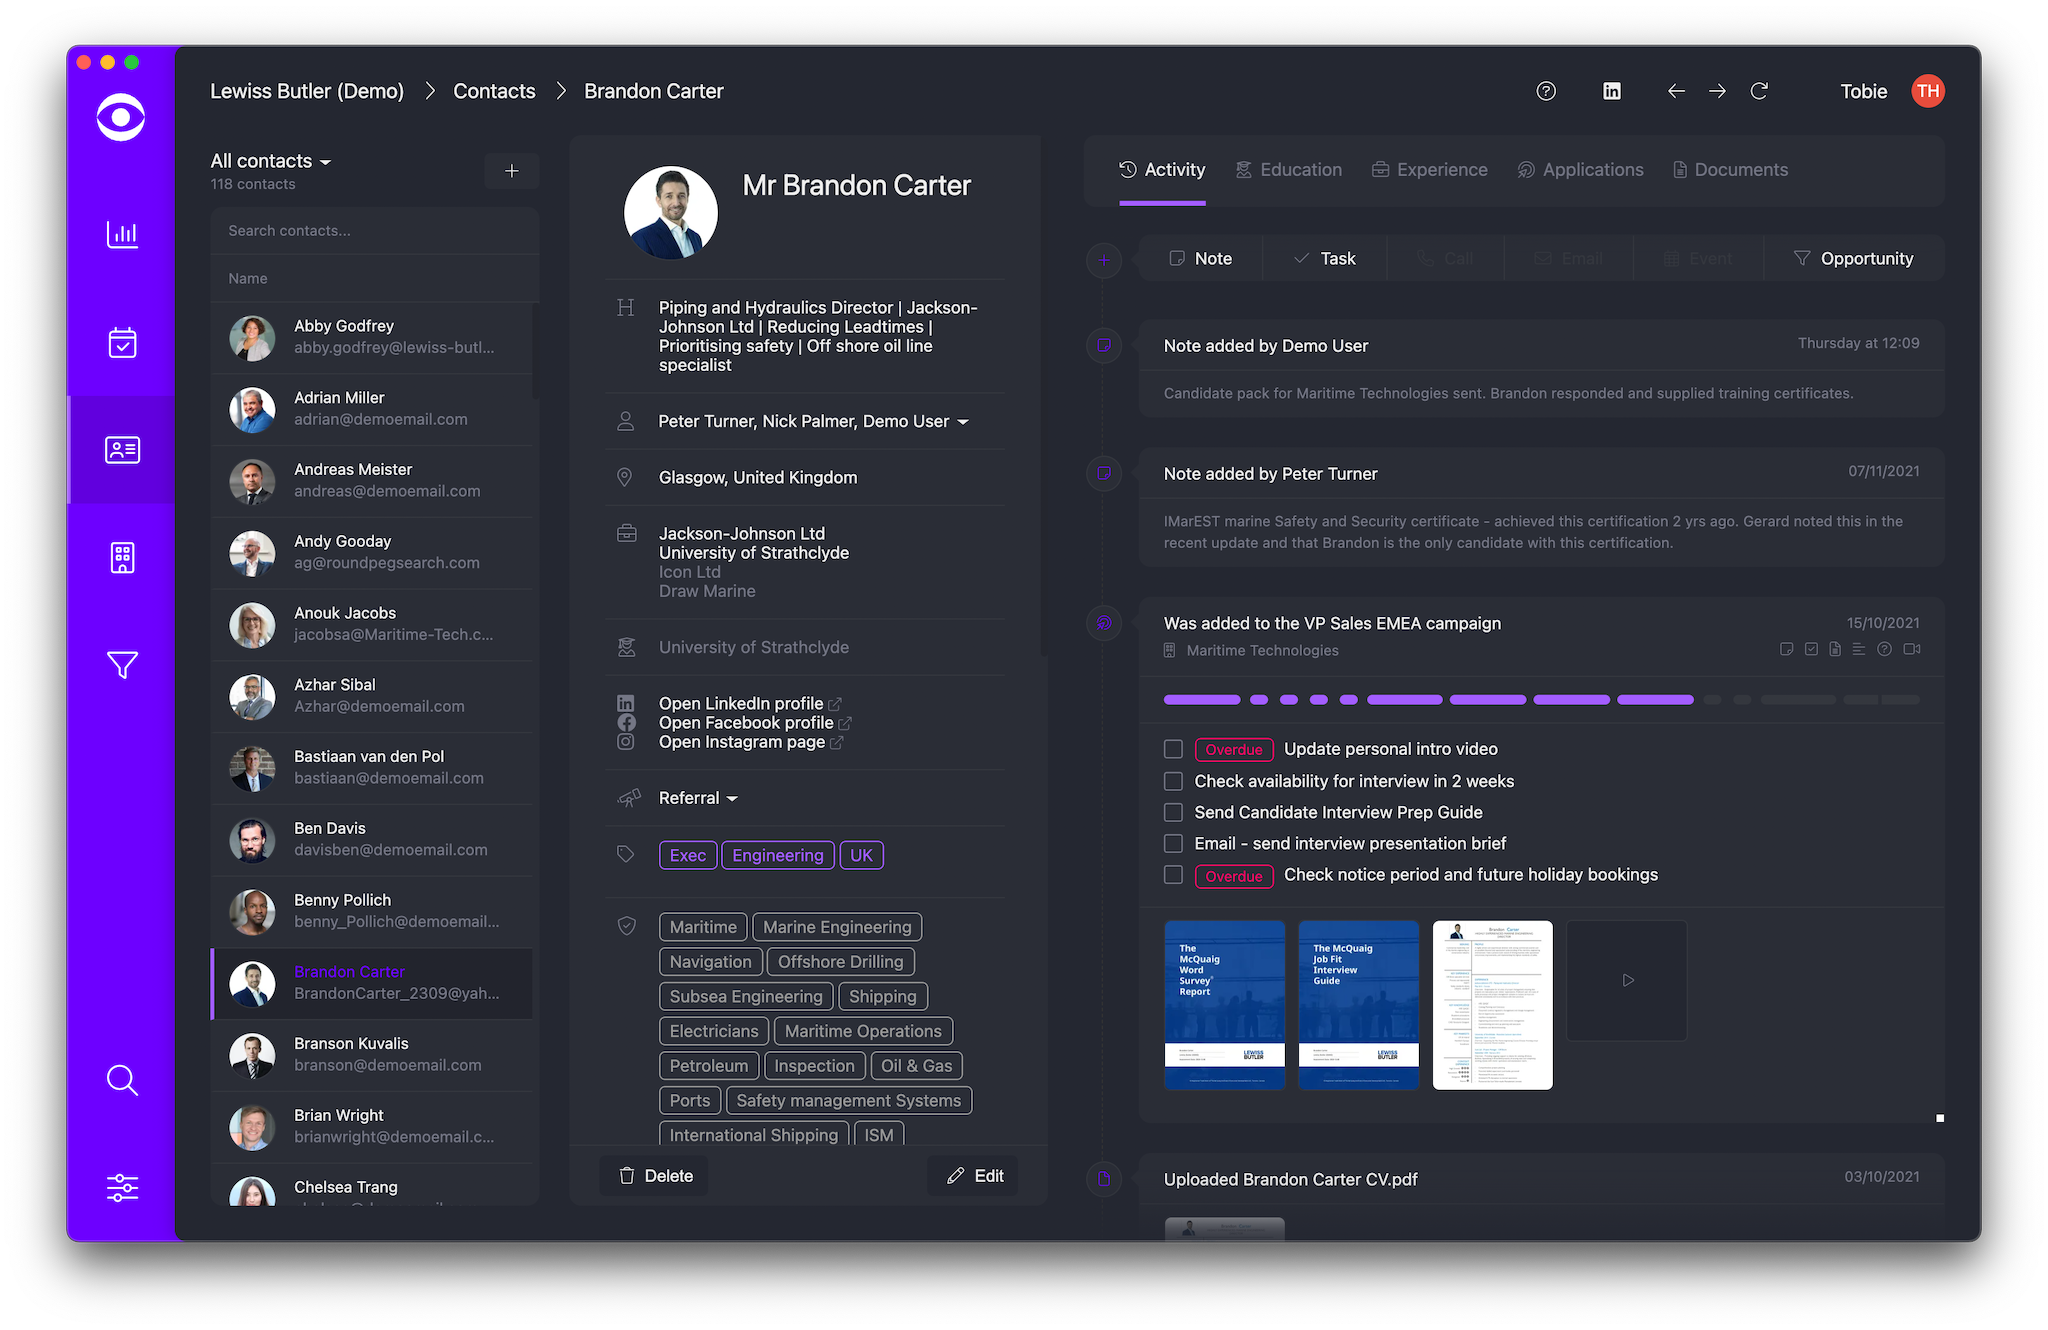 Lewiss Butler (Demo) Contacts Brandon Carter
Tobie TH
All contacts
118 contacts
Search contacts...
Name
Abby Godfrey
abby.godfrey@lewiss-butl...
Adrian Miller
adrian@demoemail.com
Andreas Meister
andreas@demoemail.com
Andy Gooday
ag@roundpegsearch.com
Anouk Jacobs
jacobsa@Maritime-Tech.c...
Azhar Sibal
Azhar@demoemail.com
Bastiaan van den Pol
bastiaan@demoemail.com
Ben Davis
davisben@demoemail.com
Benny Pollich
benny_Pollich@demoemail...
Brandon Carter
BrandonCarter_2309@yah...
Branson Kuvalis
branson@demoemail.com
Brian Wright
brianwright@demoemail.c...
Chelsea Trang
Mr Brandon Carter
Piping and Hydraulics Director | Jackson-
Johnson Ltd | Reducing Leadtimes |
Prioritising safety | Off shore oil line
specialist
Peter Turner, Nick Palmer, Demo User
Glasgow, United Kingdom
Jackson-Johnson Ltd
University of Strathclyde
Icon Ltd
Draw Marine
University of Strathclyde
Open LinkedIn profile
Open Facebook profile
Open Instagram page
Referral
Exec Engineering UK
Maritime Marine Engineering
Navigation Offshore Drilling
Subsea Engineering Shipping
Electricians Maritime Operations
Petroleum Inspection Oil & Gas
Ports Safety management Systems
International Shipping ISM
Delete Edit
Activity Education Experience Applications Documents
Note Task Call Email Event Opportunity
Note added by Demo User Thursday at 12:09
Candidate pack for Maritime Technologies sent. Brandon responded and supplied training certificates.
Note added by Peter Turner 07/11/2021
IMarEST marine Safety and Security certificate - achieved this certification 2 yrs ago. Gerard noted this in the
recent update and that Brandon is the only candidate with this certification.
Was added to the VP Sales EMEA campaign 15/10/2021
Maritime Technologies
Overdue Update personal intro video
Check availability for interview in 2 weeks
Send Candidate Interview Prep Guide
Email - send interview presentation brief
Overdue Check notice period and future holiday bookings
The
McQuaig
Word
Survey®
Report
LEWISS
BUTLER
The McQuaig
Job Fit
Interview
Guide
LEWISS
BUTLER
Brandon Carter
Uploaded Brandon Carter CV.pdf 03/10/2021